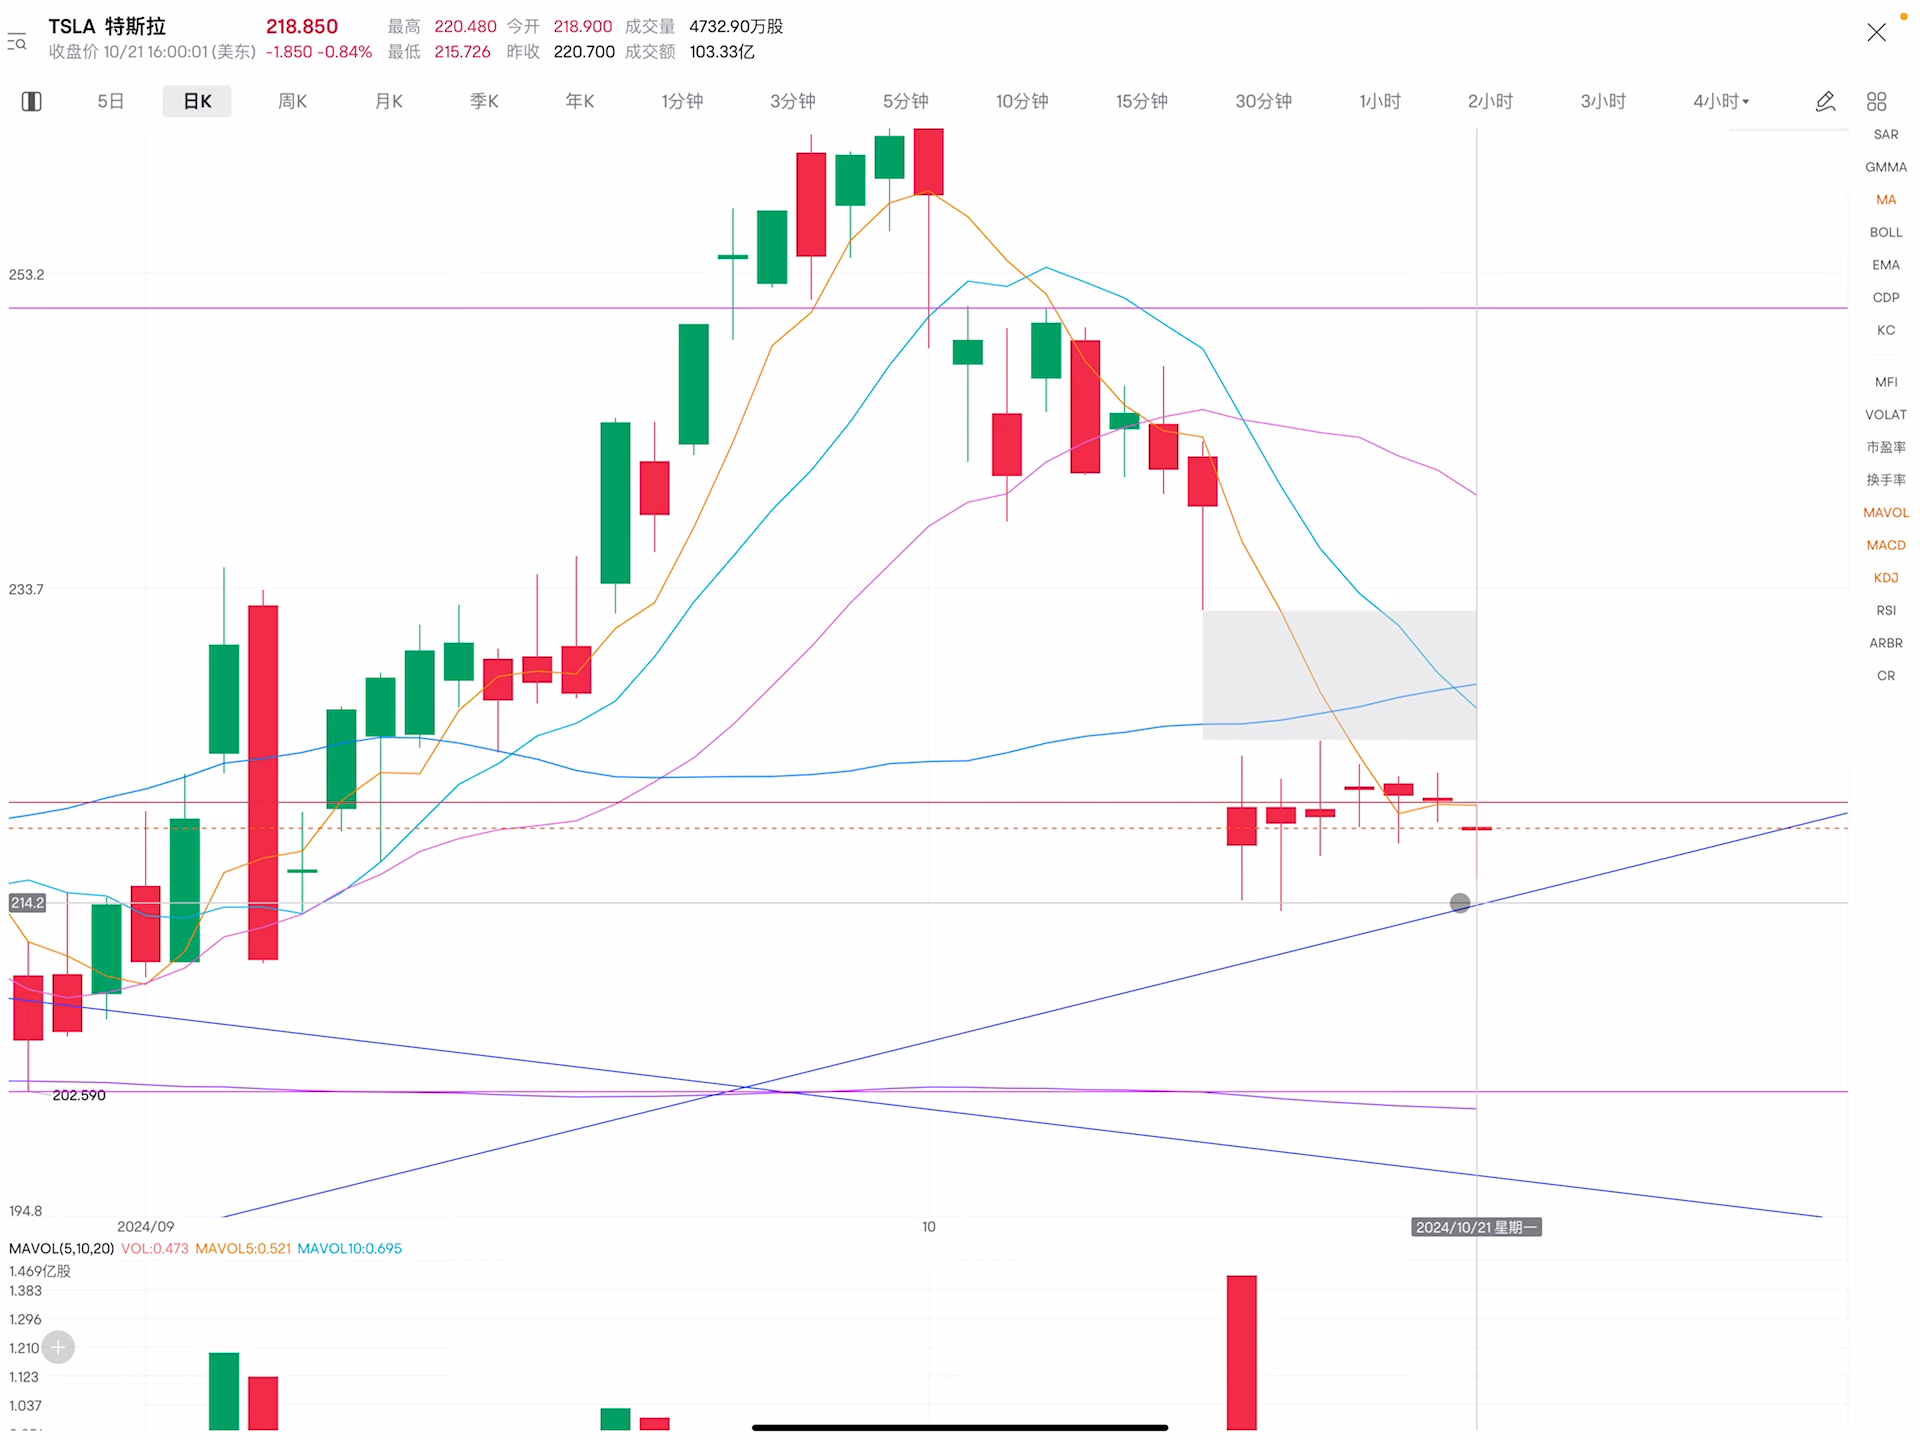 TSLA 特斯拉 218.850 最高 220.480 今开 218.900 成交量 4732.90万股
收盘价 10/21 16:00:01 (美东) -1.850 -0.84% 最低 215.726 昨收 220.700 成交额 103.33亿
5日 日K 周K 月K 季K 年K 1分钟 3分钟 5分钟 10分钟 15分钟 30分钟 1小时 2小时 3小时 4小时
SAR
GMMA
MA
BOLL
EMA
CDP
KC
MFI
VOLAT
市盈率
换手率
MAVOL
MACD
KDJ
RSI
ARBR
CR
253.2
233.7
214.2
202.590
194.8
2024/09 10 2024/10/21 星期一
MAVOL(5,10,20) VOL:0.473 MAVOL5:0.521 MAVOL10:0.695
1.469亿股
1.383
1.296
1.210
1.123
1.037